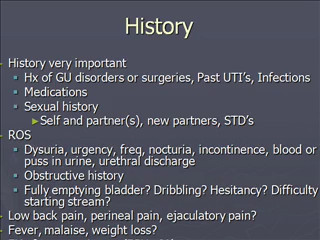 History
History very important
Hx of GU disorders or surgeries, Past UTI's, Infections
Medications
Sexual history
Self and partner(s), new partners, STD's
ROS
Dysuria, urgency, freq, nocturia, incontinence, blood or
puss in urine, urethral discharge
Obstructive history
Fully emptying bladder? Dribbling? Hesitancy? Difficulty
starting stream?
Low back pain, perineal pain, ejaculatory pain?
Fever, malaise, weight loss?